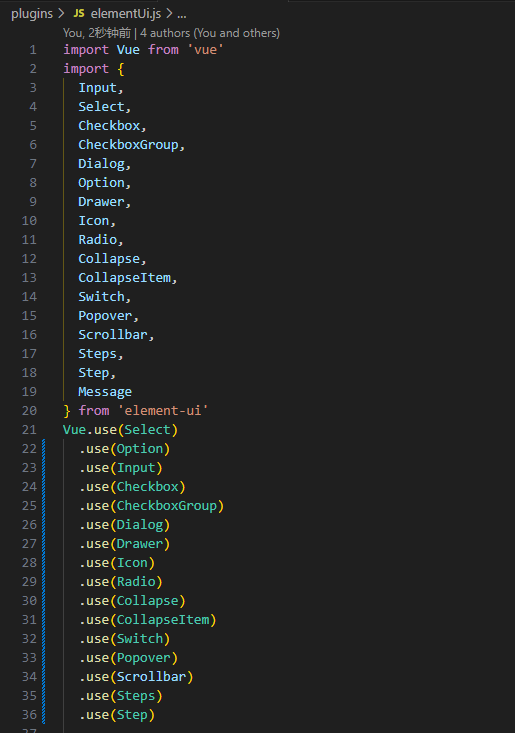 plugins > JS elementUi.js > ...
You, 2秒钟前 | 4 authors (You and others)
1 import Vue from 'vue'
2 import {
3 Input,
4 Select,
5 Checkbox,
6 CheckboxGroup,
7 Dialog,
8 Option,
9 Drawer,
10 Icon,
11 Radio,
12 Collapse,
13 CollapseItem,
14 Switch,
15 Popover,
16 Scrollbar,
17 Steps,
18 Step,
19 Message
20 } from 'element-ui'
21 Vue.use(Select)
22 .use(Option)
23 .use(Input)
24 .use(Checkbox)
25 .use(CheckboxGroup)
26 .use(Dialog)
27 .use(Drawer)
28 .use(Icon)
29 .use(Radio)
30 .use(Collapse)
31 .use(CollapseItem)
32 .use(Switch)
33 .use(Popover)
34 .use(Scrollbar)
35 .use(Steps)
36 .use(Step)
37